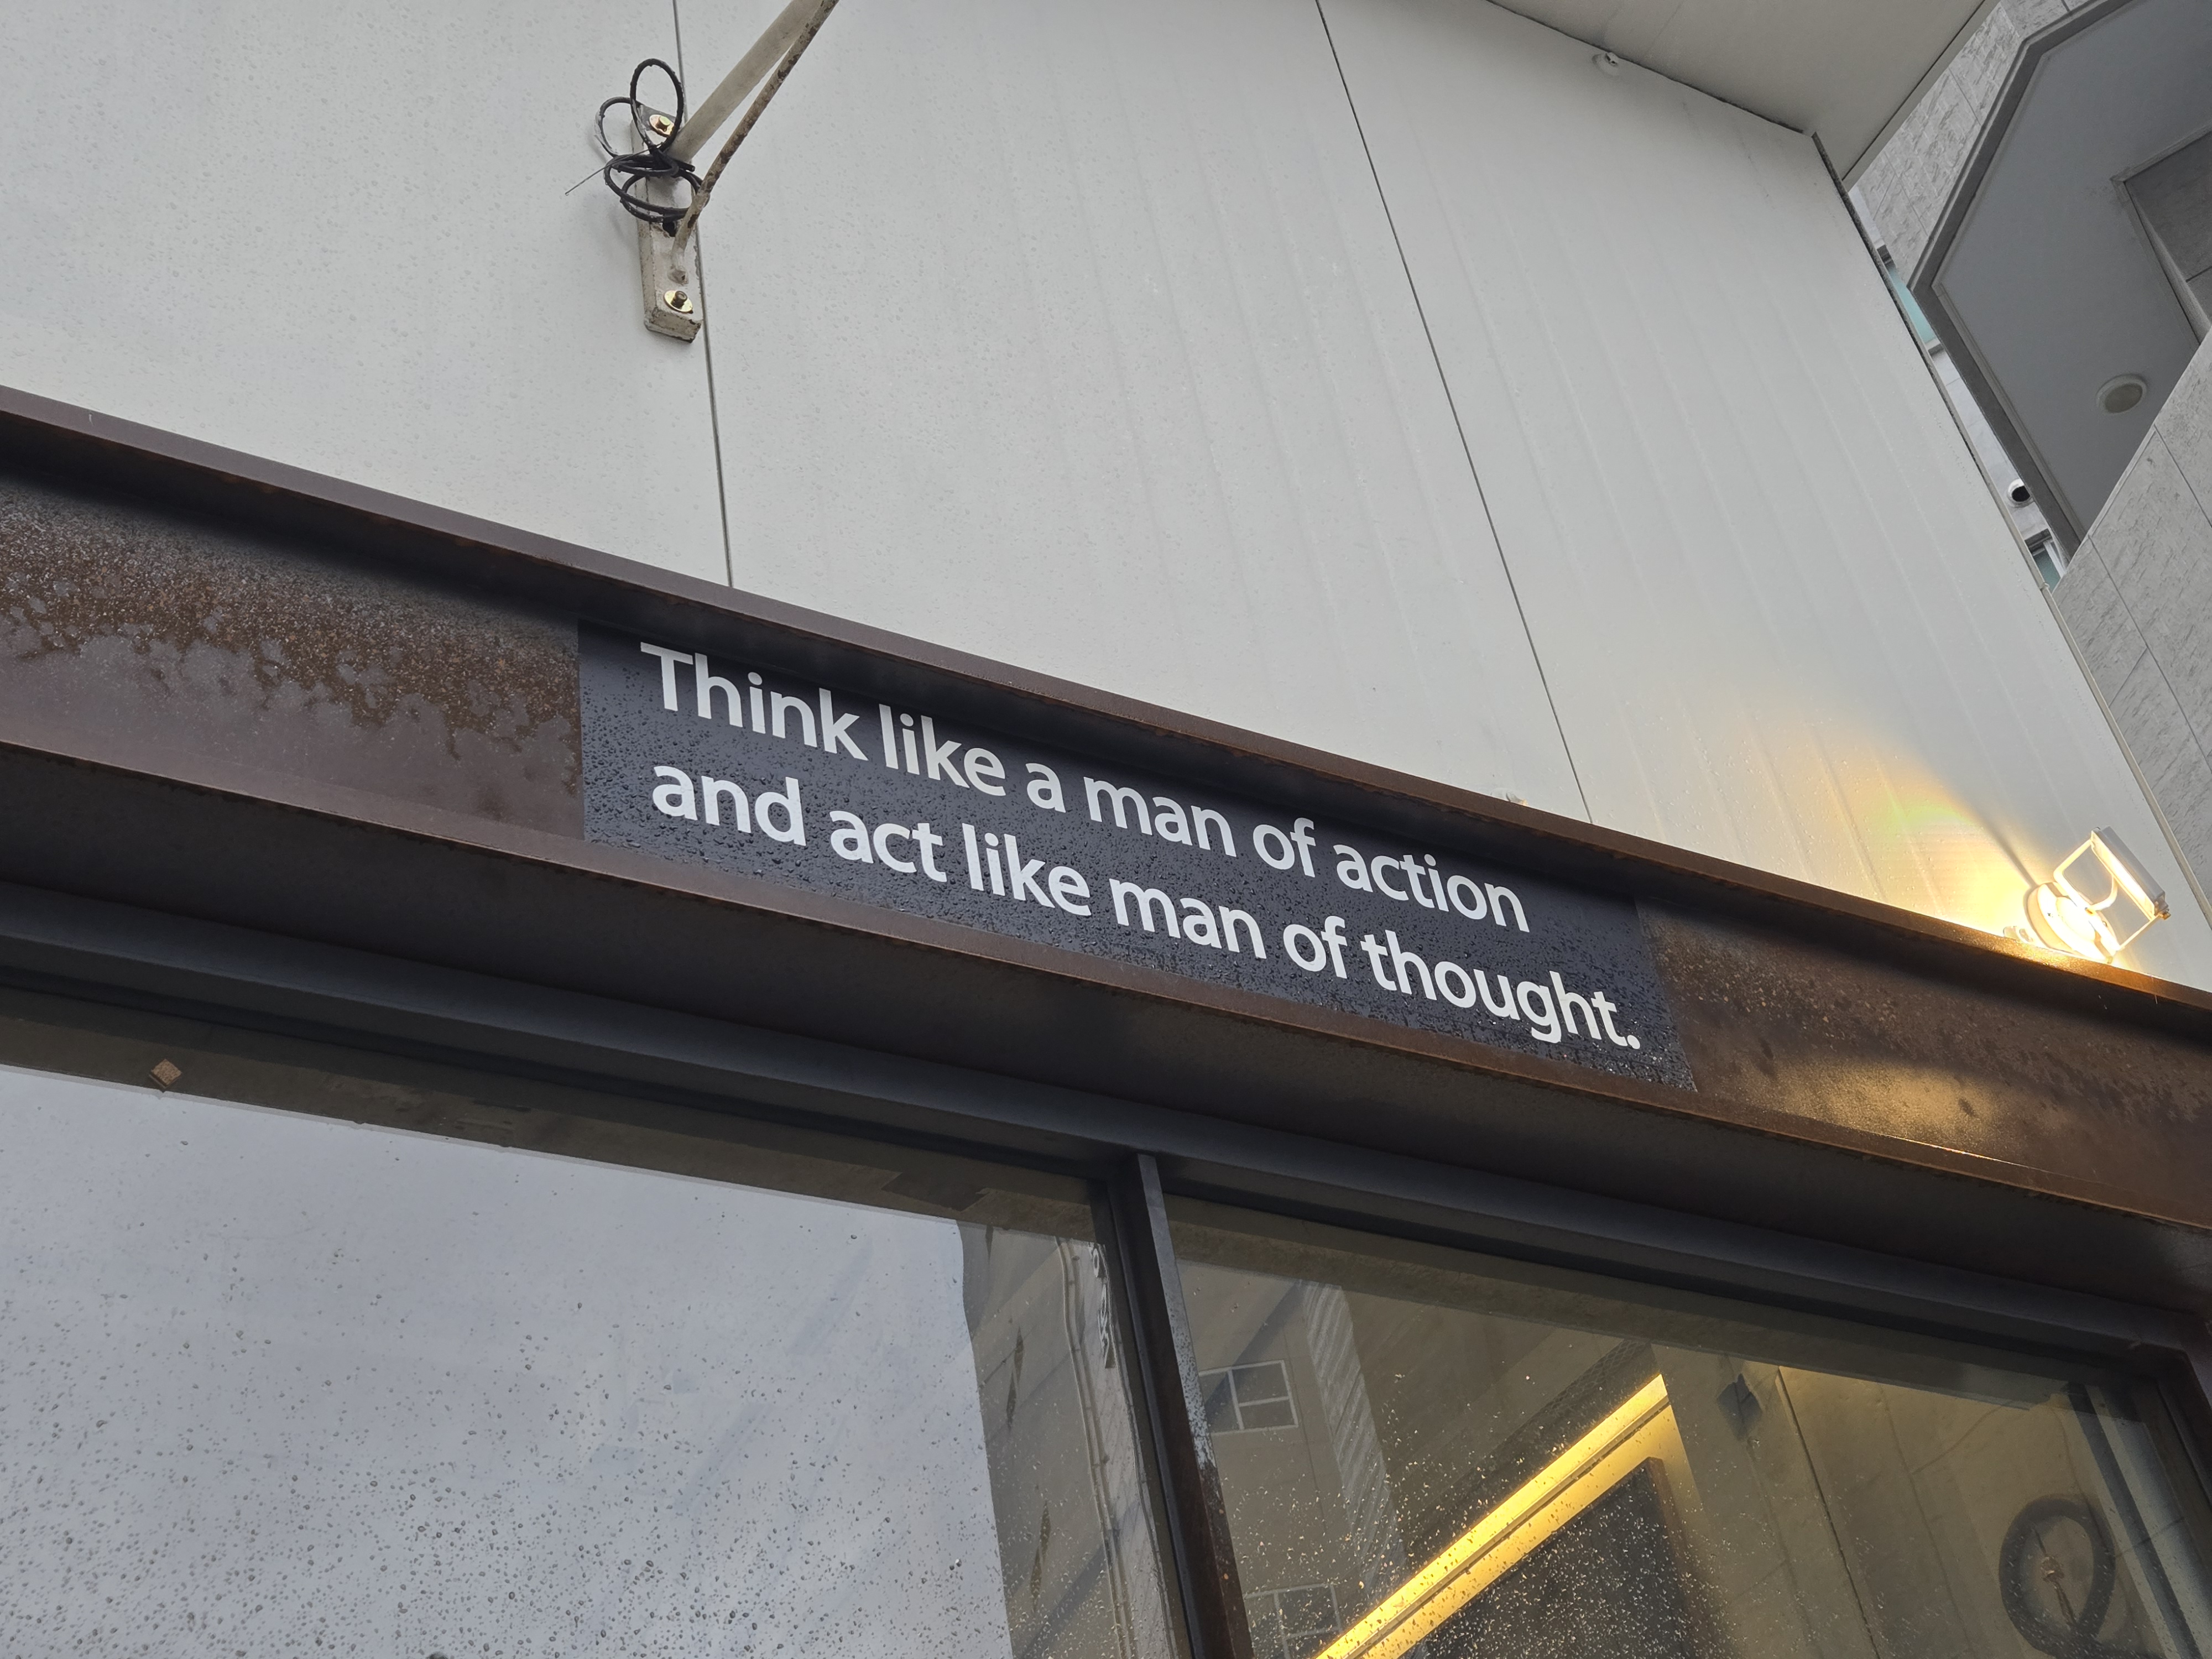 Think like a man of action
and act like man of thought.